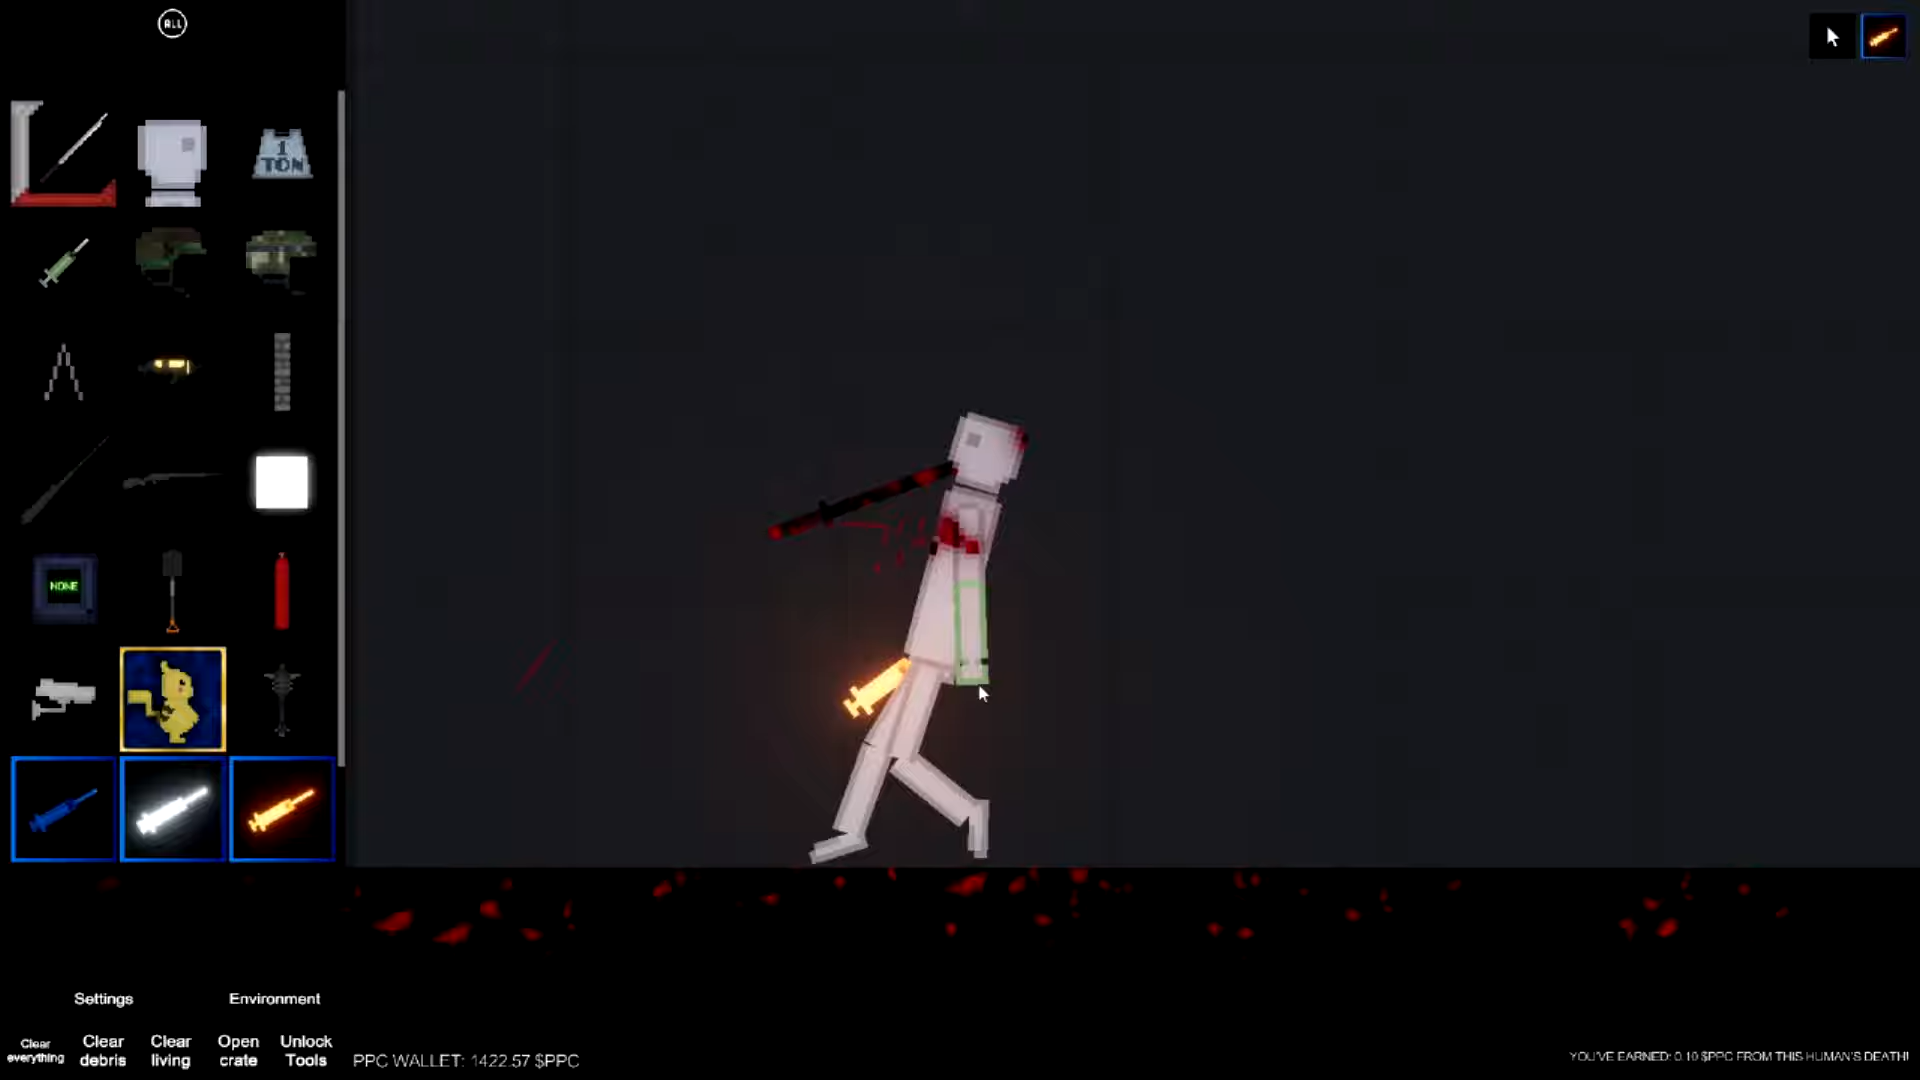 ALL
1
TON
NONE
Settings
Environment
Clear everything
Clear debris
Clear living
Open crate
Unlock Tools
PPC WALLET: 1422.57 $PPC
YOU'VE EARNED: 0.10 $PPC FROM THIS HUMAN'S DEATH!